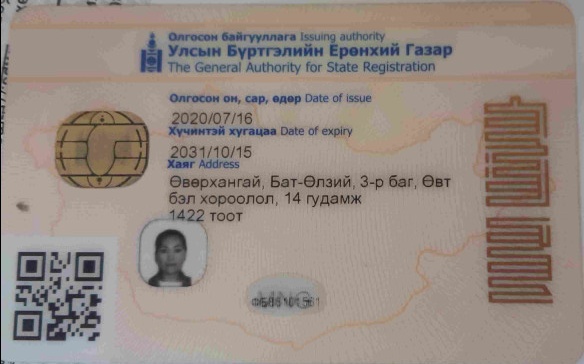 Олгосон байгууллага Issuing authority
Улсын Бүртгэлийн Ерөнхий Газар
The General Authority for State Registration
Олгосон он, сар, өдөр Date of issue
2020/07/16
Хүчинтэй хугацаа Date of expiry
2031/10/15
Хаяг Address
Өвөрхангай, Бат-Өлзий, 3-р баг, Өвт
бэл хороолол, 14 гудамж
1422 тоот